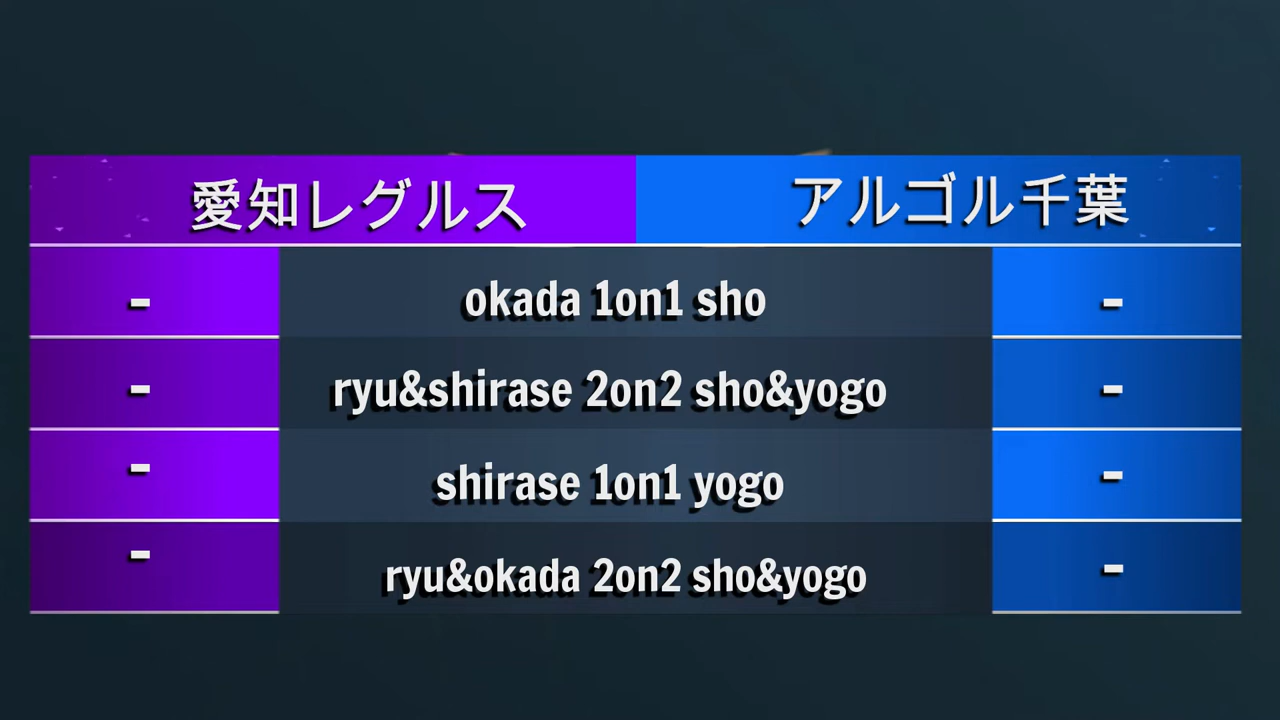 愛知レグルス アルゴル千葉
- okada 1on1 sho -
- ryu&shirase 2on2 sho&yogo -
- shirase 1on1 yogo -
- ryu&okada 2on2 sho&yogo -